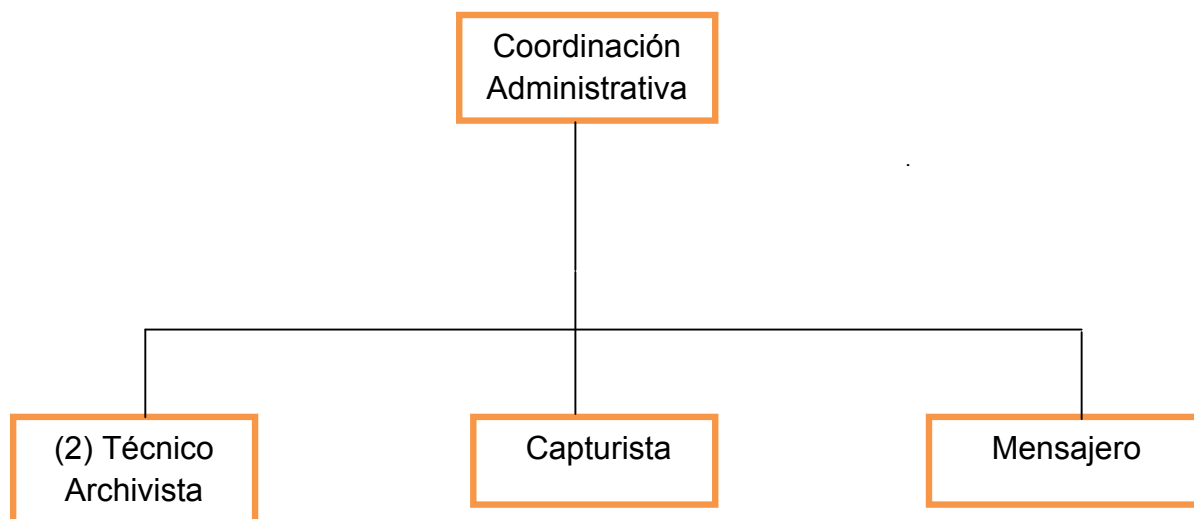 Coordinación
Administrativa
(2) Técnico
Archivista
Capturista
Mensajero